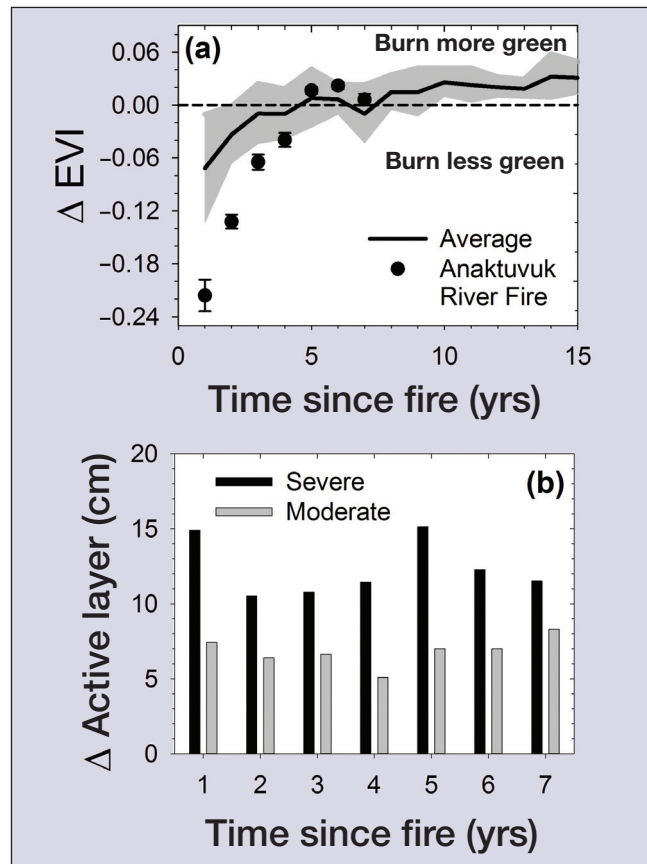 (a)
Burn more green
Burn less green
0.06
0.00
−0.06
−0.12
−0.18
−0.24
Δ EVI
Average
Anaktuvuk
River Fire
0 5 10 15
Time since fire (yrs)
(b)
20
15
10
5
0
Δ Active layer (cm)
Severe
Moderate
1 2 3 4 5 6 7
Time since fire (yrs)